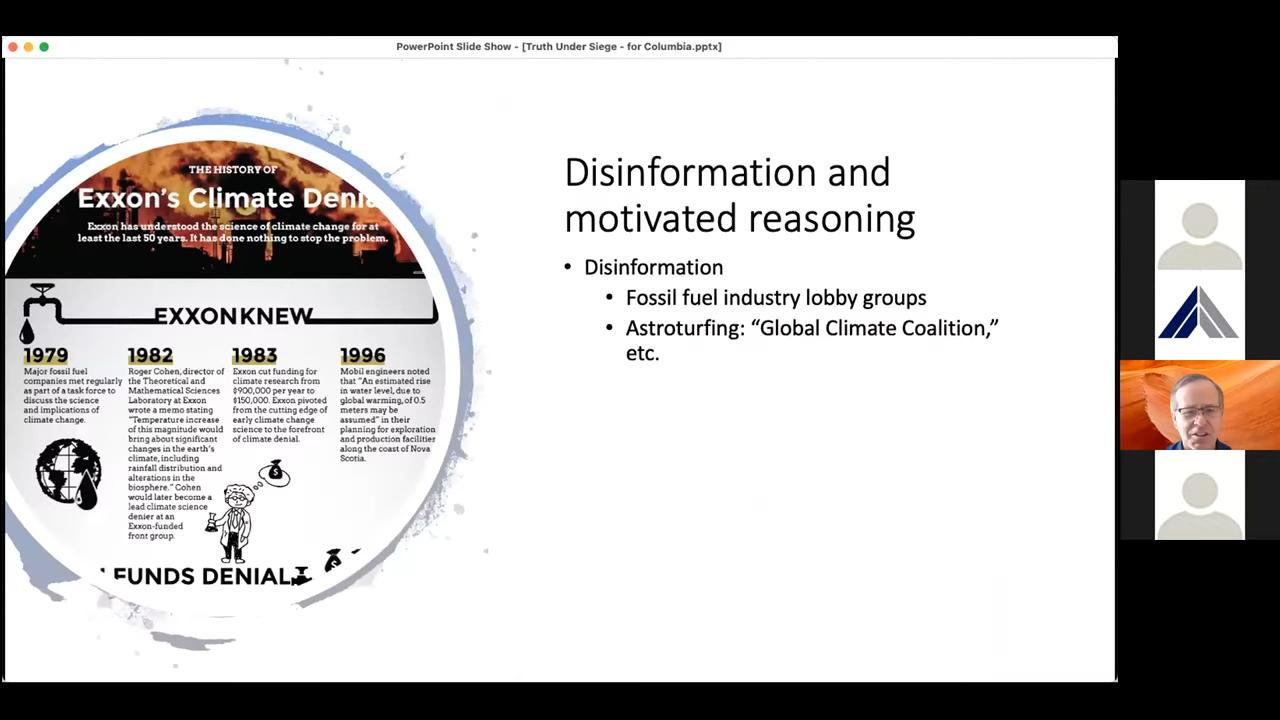 PowerPoint Slide Show - [Truth Under Siege - for Columbia.pptx]
THE HISTORY OF
Exxon's Climate Denia
Exxon has understood the science of climate change for at
least the last 50 years. It has done nothing to stop the problem.
EXXONKNEW
1979
Major fossil fuel
companies met regularly
as part of a task force to
discuss the science
and implications of
climate change.
1982
Roger Cohen, director of
the Theoretical and
Mathematical Sciences
Laboratory at Exxon
wrote a memo stating
"Temperature increase
of this magnitude would
bring about significant
changes in the earth's
climate, including
rainfall distribution and
alterations in the
biosphere." Cohen
would later become a
lead climate science
denier at an
Exxon-funded
front group.
1983
Exxon cut funding for
climate research from
$900,000 per year to
$150,000. Exxon pivoted
from the cutting edge of
early climate change
science to the forefront
of climate denial.
1996
Mobil engineers noted
that "An estimated rise
in water level, due to
global warming, of 0.5
meters may be
assumed" in their
planning for exploration
and production facilities
along the coast of Nova
Scotia.
$
FUNDS DENIAL
Disinformation and
motivated reasoning
• Disinformation
• Fossil fuel industry lobby groups
• Astroturfing: “Global Climate Coalition,”
etc.